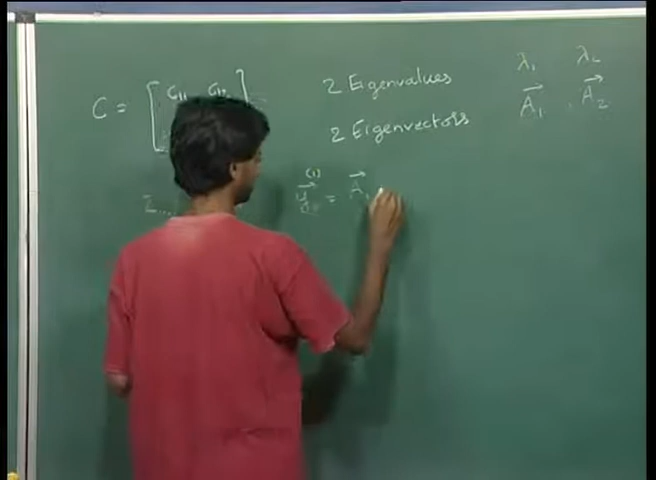 C = [ C₁₁ C₁₂ ]
2 Eigenvalues λ₁ λ₂
2 Eigenvectors A⃗₁ , A⃗₂
(1)
= A⃗₁